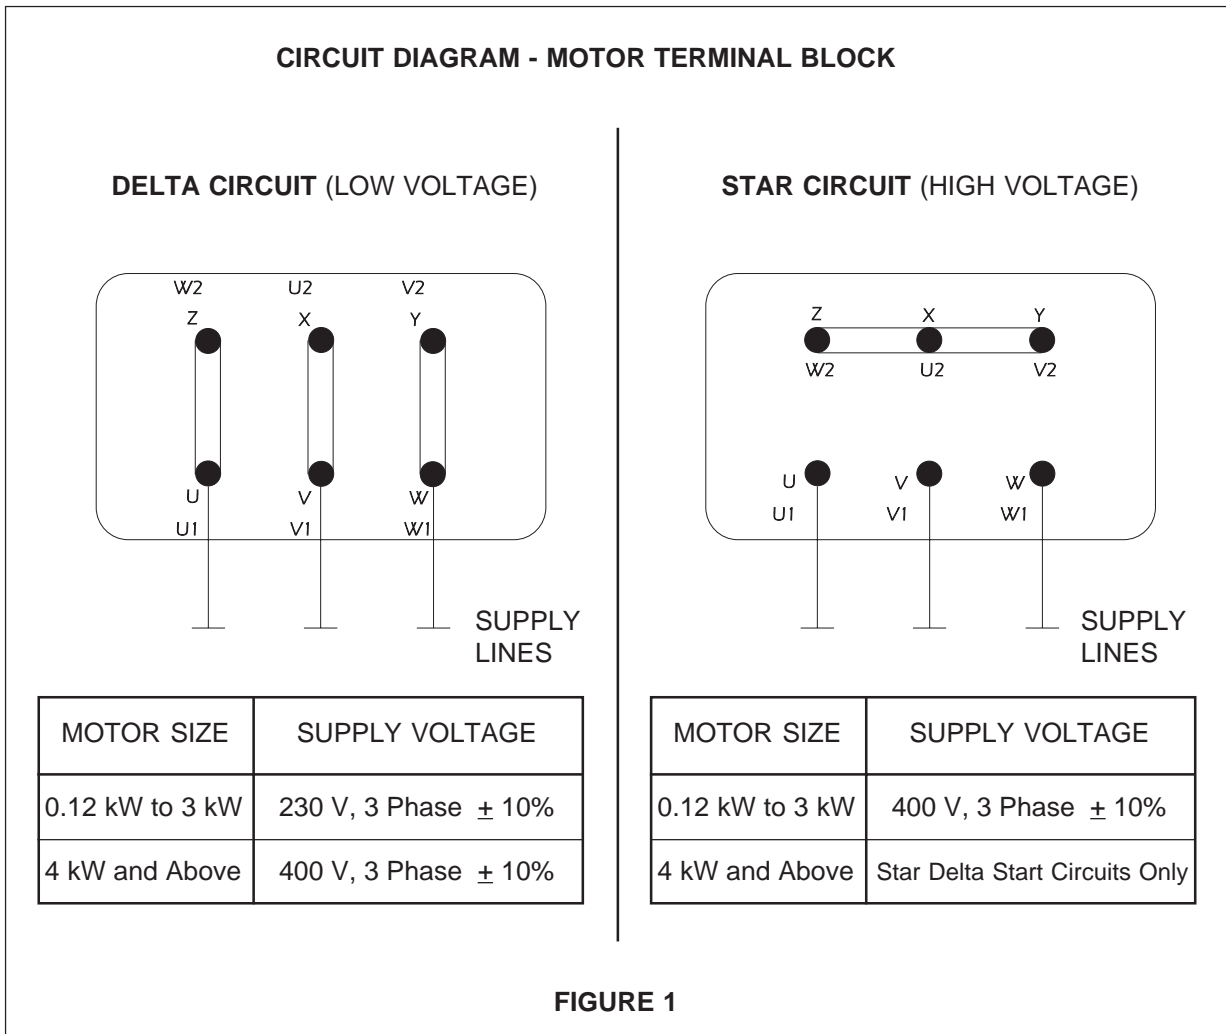 CIRCUIT DIAGRAM - MOTOR TERMINAL BLOCK
DELTA CIRCUIT (LOW VOLTAGE)
W2 U2 V2
Z X Y
U V W
U1 V1 W1
SUPPLY
LINES
MOTOR SIZE SUPPLY VOLTAGE
0.12 kW to 3 kW 230 V, 3 Phase ± 10%
4 kW and Above 400 V, 3 Phase ± 10%
STAR CIRCUIT (HIGH VOLTAGE)
Z X Y
W2 U2 V2
U V W
U1 V1 W1
SUPPLY
LINES
MOTOR SIZE SUPPLY VOLTAGE
0.12 kW to 3 kW 400 V, 3 Phase ± 10%
4 kW and Above Star Delta Start Circuits Only
FIGURE 1